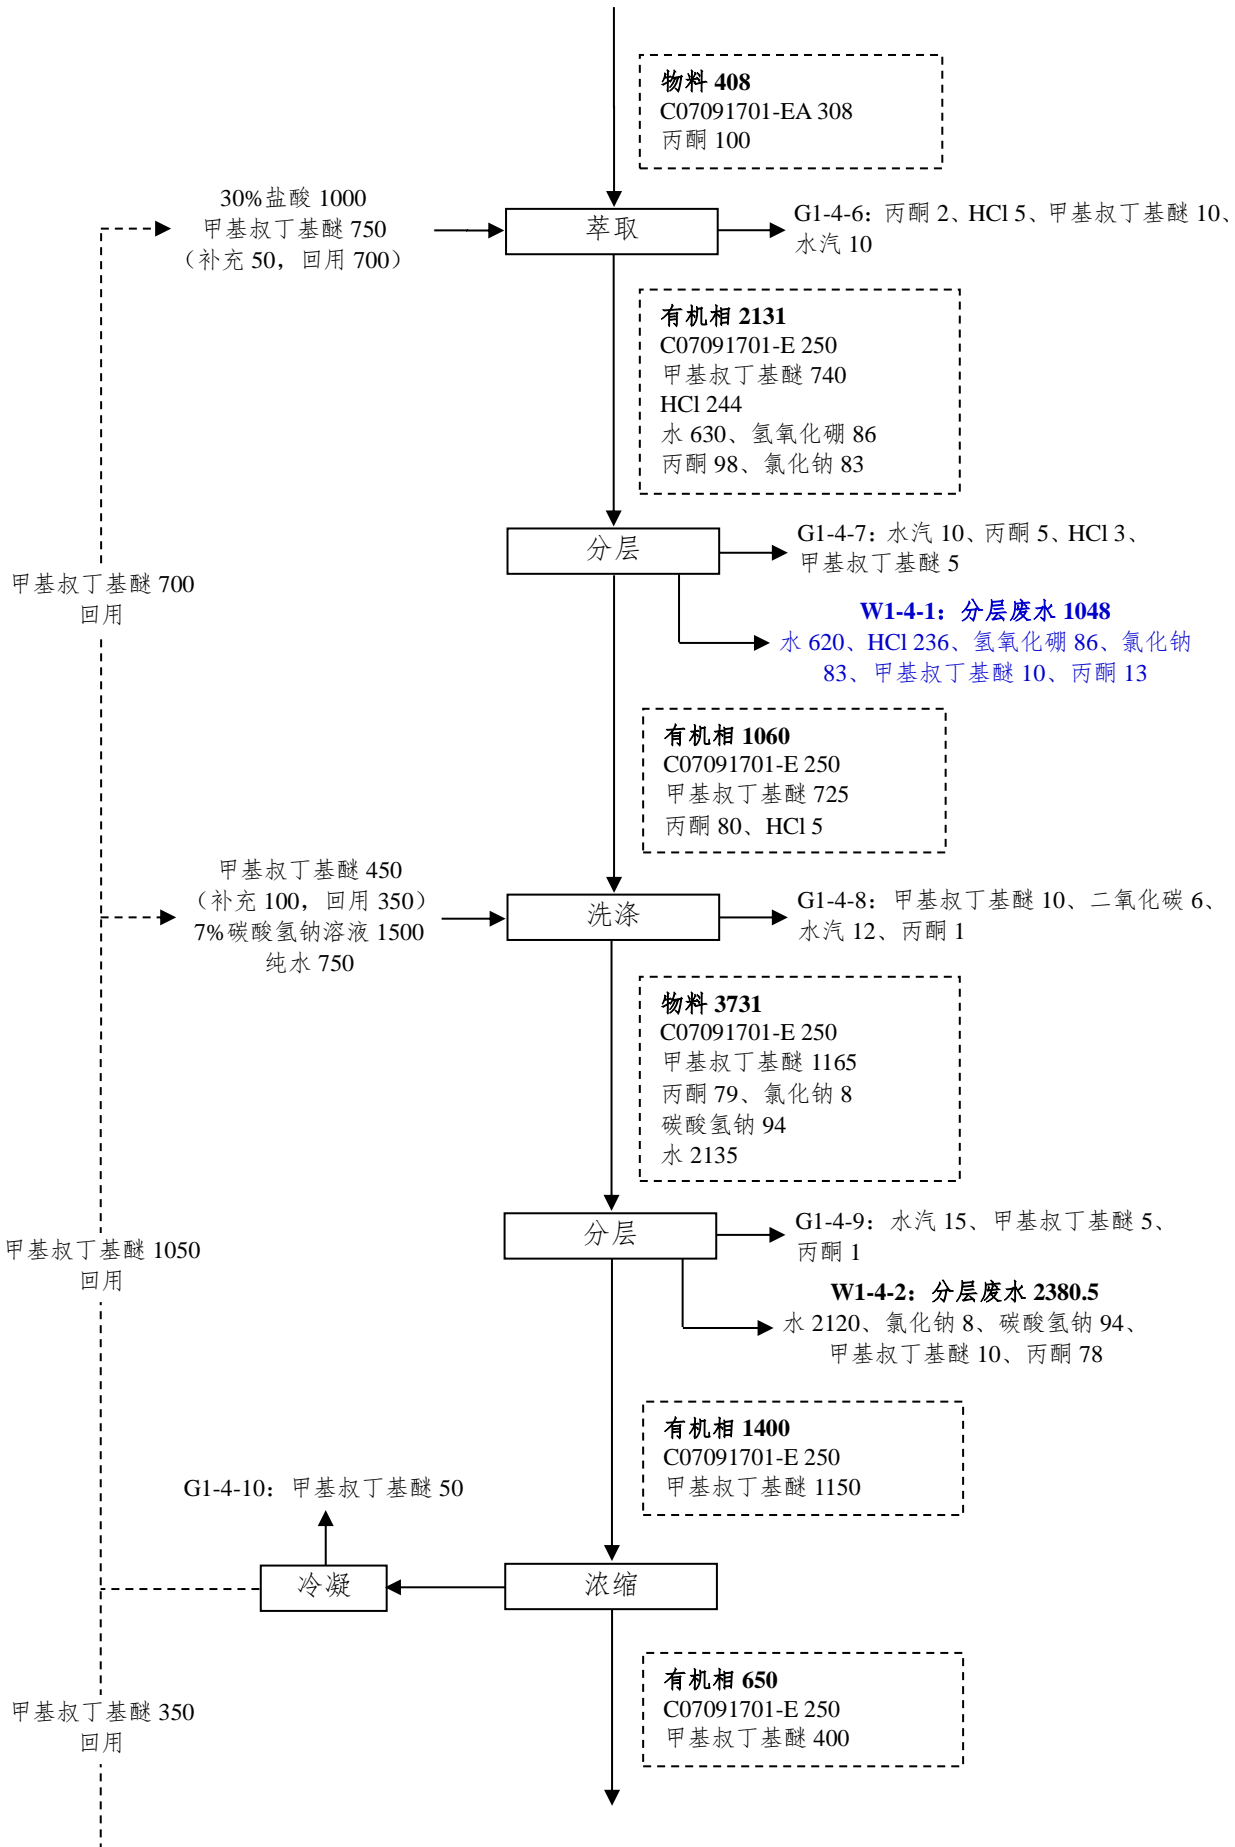 物料 408
C07091701-EA 308
丙酮 100
30%盐酸 1000
甲基叔丁基醚 750
（补充 50，回用 700）
萃取
G1-4-6：丙酮 2、HCl 5、甲基叔丁基醚 10、
水汽 10
有机相 2131
C07091701-E 250
甲基叔丁基醚 740
HCl 244
水 630、氢氧化硼 86
丙酮 98、氯化钠 83
分层
G1-4-7：水汽 10、丙酮 5、HCl 3、
甲基叔丁基醚 5
甲基叔丁基醚 700
回用
W1-4-1：分层废水 1048
水 620、HCl 236、氢氧化硼 86、氯化钠
83、甲基叔丁基醚 10、丙酮 13
有机相 1060
C07091701-E 250
甲基叔丁基醚 725
丙酮 80、HCl 5
甲基叔丁基醚 450
（补充 100，回用 350）
7%碳酸氢钠溶液 1500
纯水 750
洗涤
G1-4-8：甲基叔丁基醚 10、二氧化碳 6、
水汽 12、丙酮 1
物料 3731
C07091701-E 250
甲基叔丁基醚 1165
丙酮 79、氯化钠 8
碳酸氢钠 94
水 2135
分层
G1-4-9：水汽 15、甲基叔丁基醚 5、
丙酮 1
甲基叔丁基醚 1050
回用
W1-4-2：分层废水 2380.5
水 2120、氯化钠 8、碳酸氢钠 94、
甲基叔丁基醚 10、丙酮 78
有机相 1400
C07091701-E 250
甲基叔丁基醚 1150
G1-4-10：甲基叔丁基醚 50
冷凝
浓缩
有机相 650
C07091701-E 250
甲基叔丁基醚 400
甲基叔丁基醚 350
回用